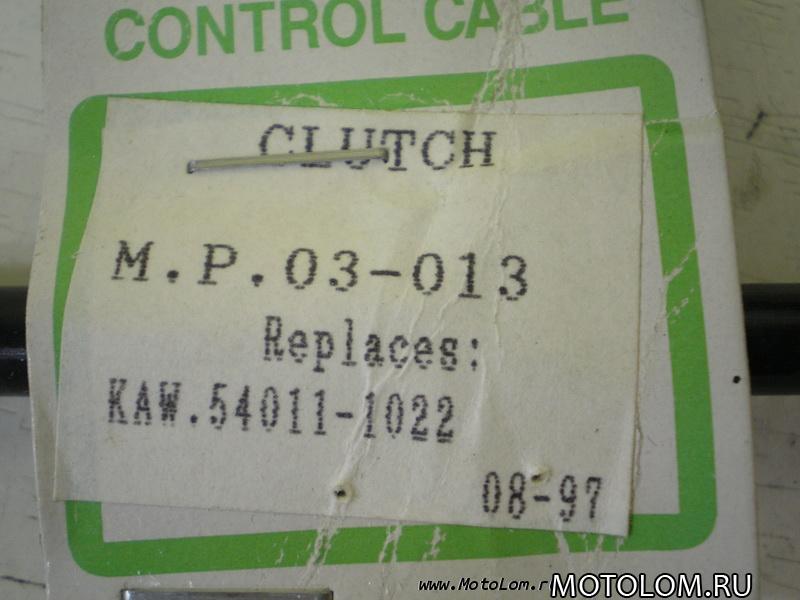 CONTROL CABLE
CLUTCH
M.P.03-013
Replaces:
KAW.54011-1022
08-97
www.MotoLom.r
MOTOLOM.RU